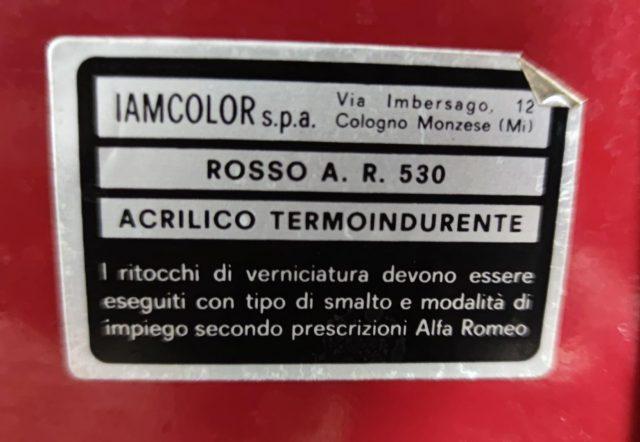 IAMCOLOR s.p.a. Via Imbersago, 12
Cologno Monzese (Mi)
ROSSO A. R. 530
ACRILICO TERMOINDURENTE
I ritocchi di verniciatura devono essere
eseguiti con tipo di smalto e modalità di
impiego secondo prescrizioni Alfa Romeo